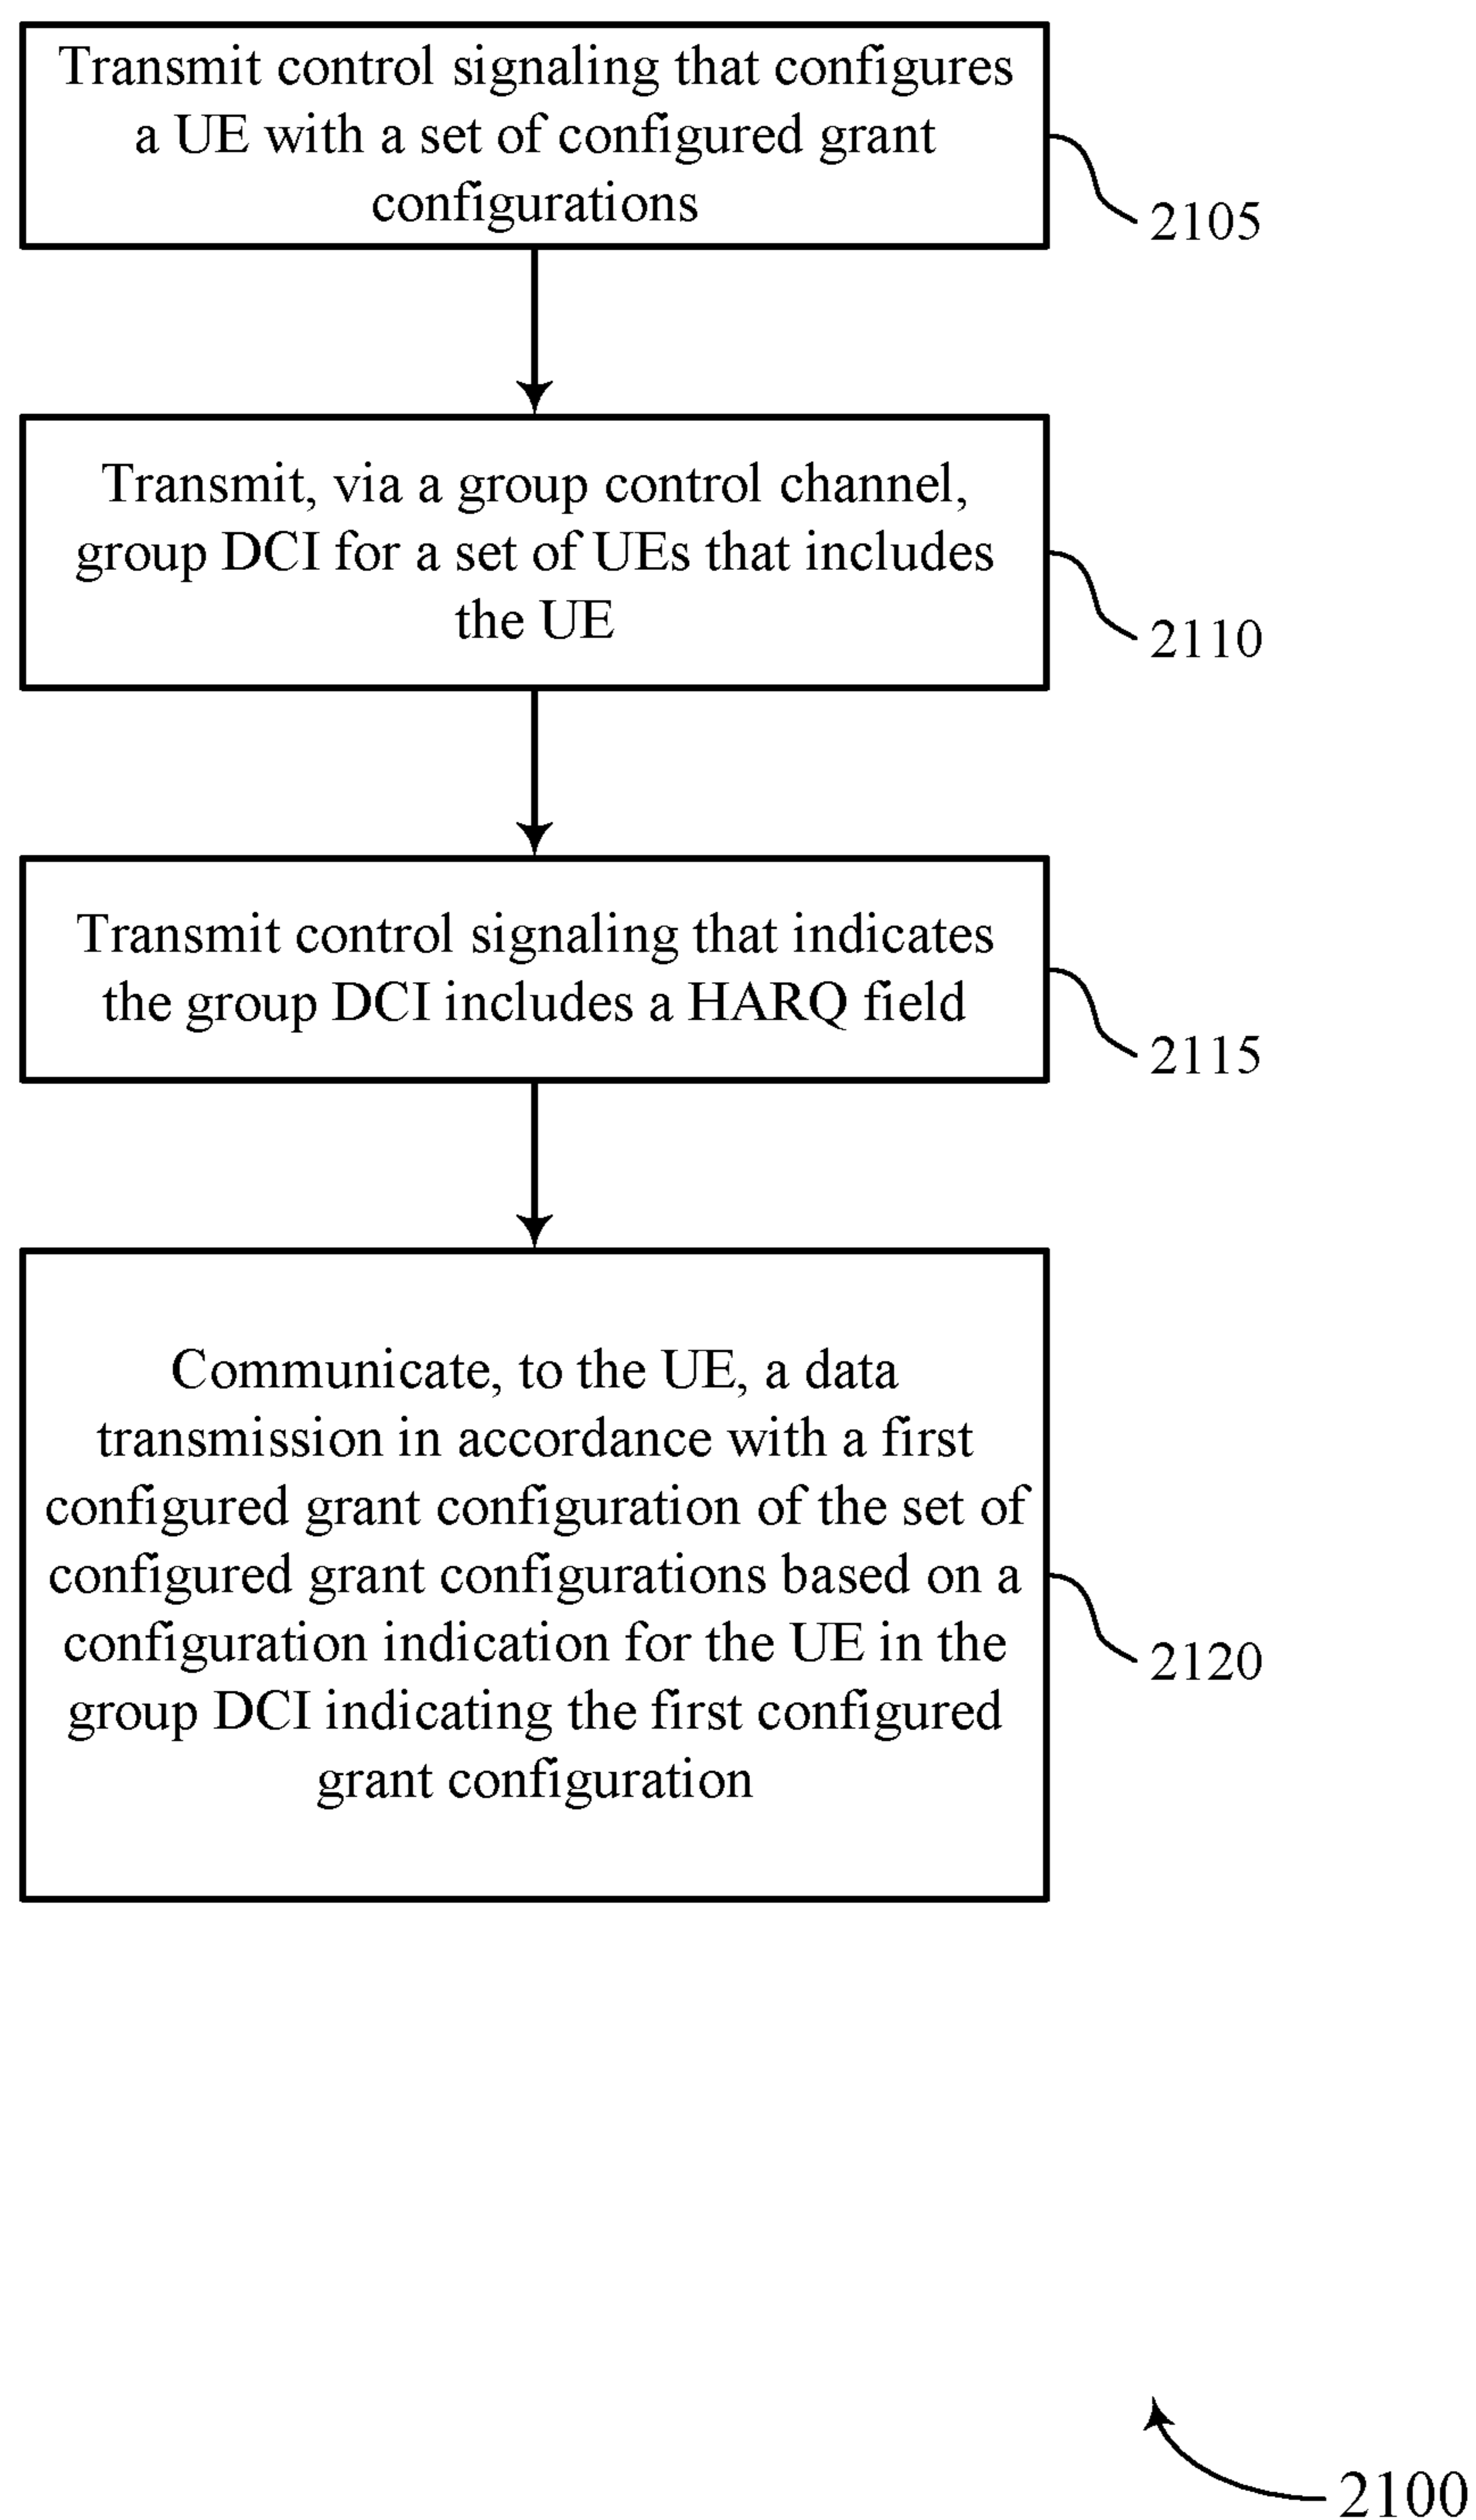 Transmit control signaling that configures
a UE with a set of configured grant
configurations
2105
Transmit, via a group control channel,
group DCI for a set of UEs that includes
the UE
2110
Transmit control signaling that indicates
the group DCI includes a HARQ field
2115
Communicate, to the UE, a data
transmission in accordance with a first
configured grant configuration of the set of
configured grant configurations based on a
configuration indication for the UE in the
group DCI indicating the first configured
grant configuration
2120
2100